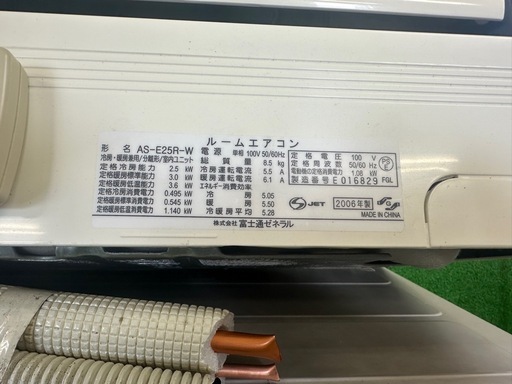 ルームエアコン
形名 AS-E25R-W 電源 単相 100V 50/60Hz
冷房・暖房兼用/分離形/室内ユニット 総質量 8.5 kg
定格冷房能力 2.5 kW 冷房運転電流 5.5 A
定格暖房標準能力 3.0 kW 暖房運転電流 6.1 A
定格暖房低温能力 3.6 kW エネルギー消費効率
定格冷房消費電力 0.495 kW 冷房 5.05
定格暖房標準消費電力 0.545 kW 暖房 5.50
定格暖房低温消費電力 1.140 kW 冷暖房平均 5.28
株式会社 富士通ゼネラル
定格電圧 100 V
定格周波数 50/60 Hz
電動機の定格消費電力 1.08 kW
製造番号 E016829
PS E
FGL
JET
2006年製
MADE IN CHINA